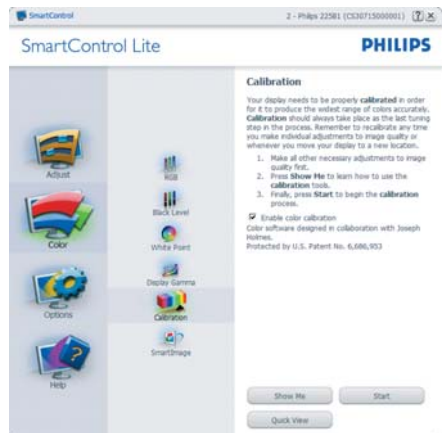 SmartControl
2 - Philips 225B1 (CS30715000001)
SmartControl Lite
PHILIPS
Adjust
Color
Options
Help
RGB
Black Level
White Point
Display Gamma
Calibration
SmartImage
Calibration
Your display needs to be properly calibrated in order
for it to produce the widest range of colors accurately.
Calibration should always take place as the last tuning
step in the process. Remember to recalibrate any time
you make individual adjustments to image quality or
whenever you move your display to a new location.
1. Make all other necessary adjustments to image
quality first.
2. Press Show Me to learn how to use the
calibration tools.
3. Finally, press Start to begin the calibration
process.
Enable color calibration
Color software designed in collaboration with Joseph
Holmes.
Protected by U.S. Patent No. 6,686,953
Show Me
Start
Quick View